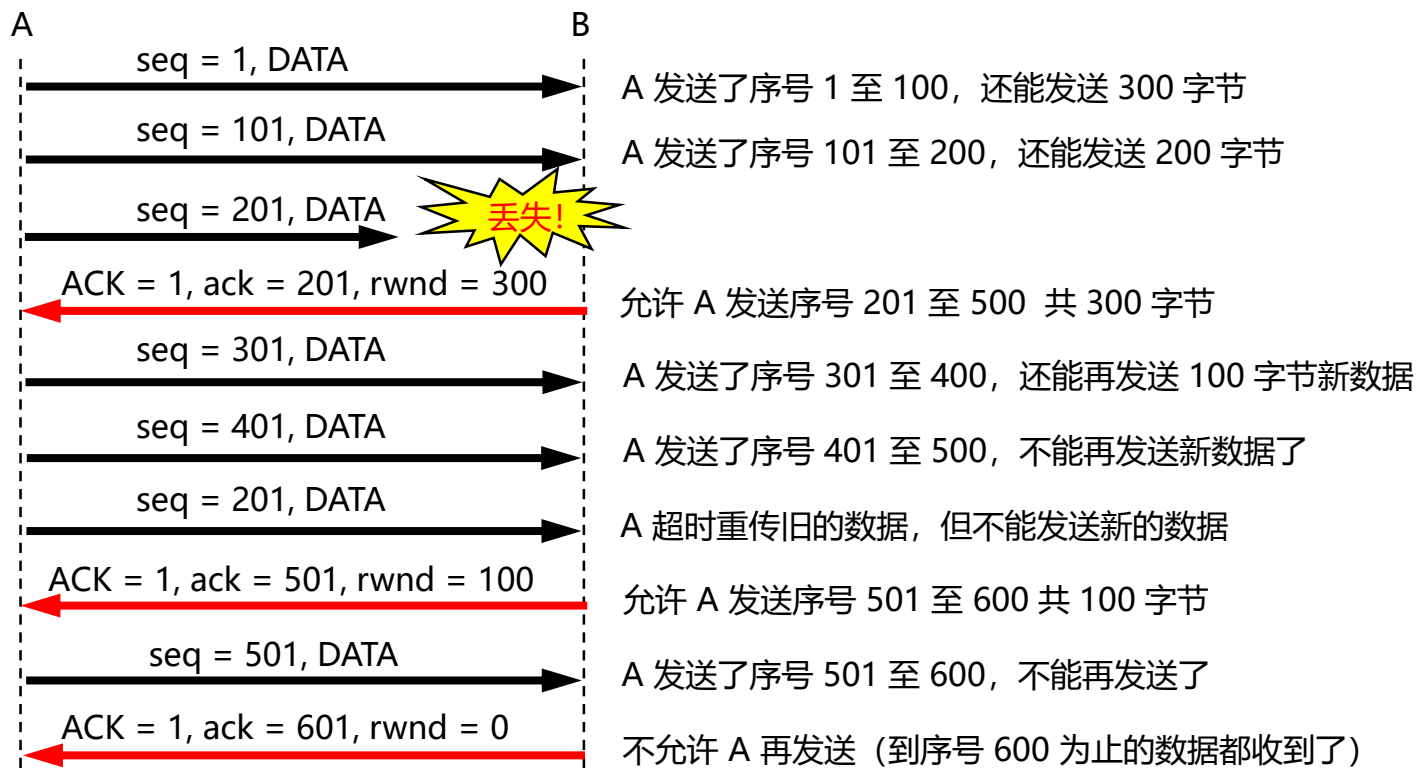 A
B
seq = 1, DATA
A 发送了序号 1 至 100，还能发送 300 字节
seq = 101, DATA
A 发送了序号 101 至 200，还能发送 200 字节
seq = 201, DATA
丢失！
ACK = 1, ack = 201, rwnd = 300
允许 A 发送序号 201 至 500 共 300 字节
seq = 301, DATA
A 发送了序号 301 至 400，还能再发送 100 字节新数据
seq = 401, DATA
A 发送了序号 401 至 500，不能再发送新数据了
seq = 201, DATA
A 超时重传旧的数据，但不能发送新的数据
ACK = 1, ack = 501, rwnd = 100
允许 A 发送序号 501 至 600 共 100 字节
seq = 501, DATA
A 发送了序号 501 至 600，不能再发送了
ACK = 1, ack = 601, rwnd = 0
不允许 A 再发送（到序号 600 为止的数据都收到了）